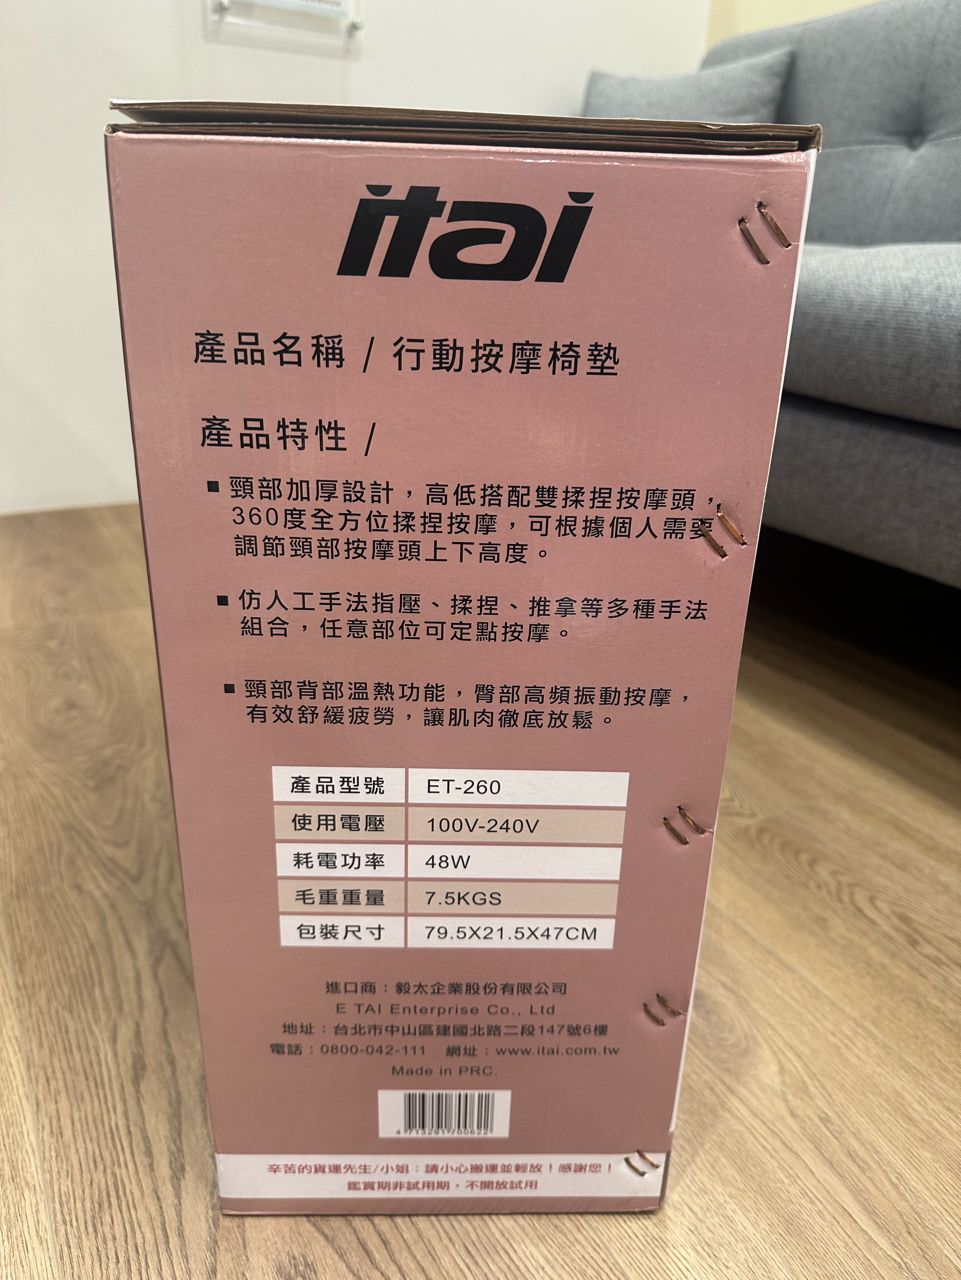 itai
產品名稱 / 行動按摩椅墊
產品特性 /
■ 頸部加厚設計，高低搭配雙揉捏按摩頭，
360度全方位揉捏按摩，可根據個人需要
調節頸部按摩頭上下高度。
■ 仿人工手法指壓、揉捏、推拿等多種手法
組合，任意部位可定點按摩。
■ 頸部背部溫熱功能，臀部高頻振動按摩，
有效舒緩疲勞，讓肌肉徹底放鬆。
產品型號 ET-260
使用電壓 100V-240V
耗電功率 48W
毛重重量 7.5KGS
包裝尺寸 79.5X21.5X47CM
進口商：毅太企業股份有限公司
E TAI Enterprise Co., Ltd
地址：台北市中山區建國北路二段147號6樓
電話：0800-042-111 網址：www.itai.com.tw
Made in PRC.
4 713291 700622
辛苦的貨運先生/小姐：請小心搬運並輕放！感謝您！
鑑賞期非試用期，不開放試用